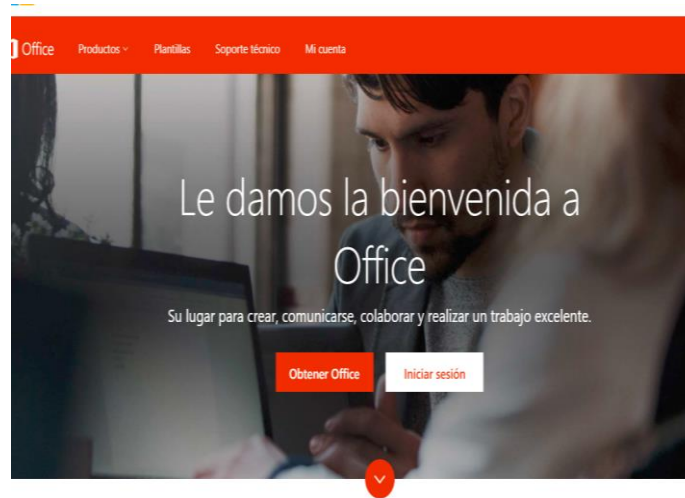 Office Productos Plantillas Soporte técnico Mi cuenta
Le damos la bienvenida a
Office
Su lugar para crear, comunicarse, colaborar y realizar un trabajo excelente.
Obtener Office Iniciar sesión